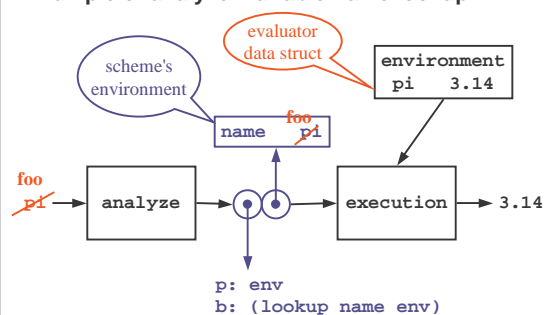 evaluator
data struct
scheme's
environment
environment
pi 3.14
foo
name pi
foo
pi
analyze
execution
3.14
p: env
b: (lookup name env)